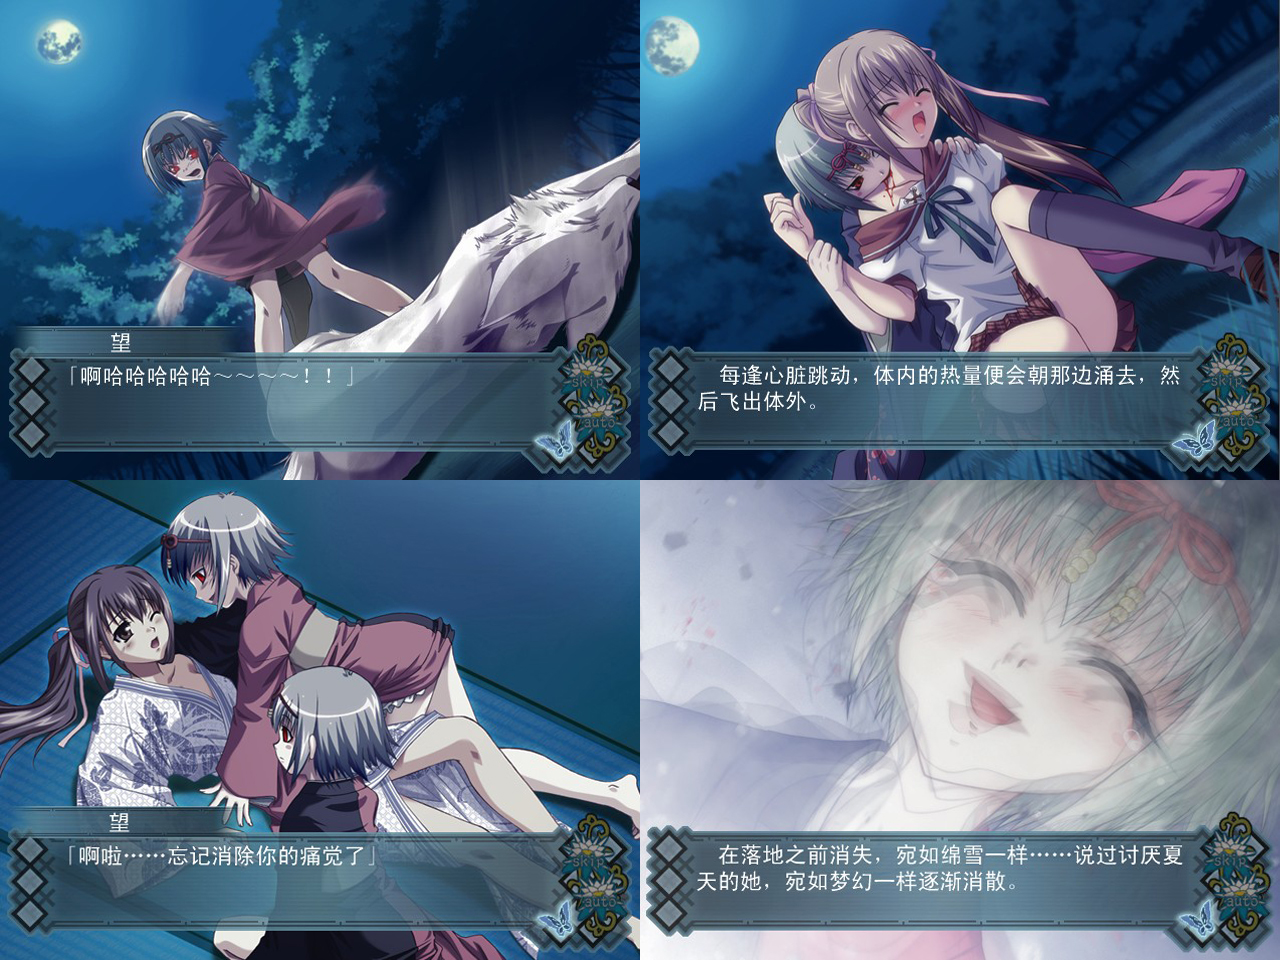 望
「啊哈哈哈哈哈～～～～！！」
skip
auto
每逢心脏跳动，体内的热量便会朝那边涌去，然
后飞出体外。
skip
auto
望
「啊啦……忘记消除你的痛觉了」
skip
auto
在落地之前消失，宛如绵雪一样……说过讨厌夏
天的她，宛如梦幻一样逐渐消散。
skip
auto